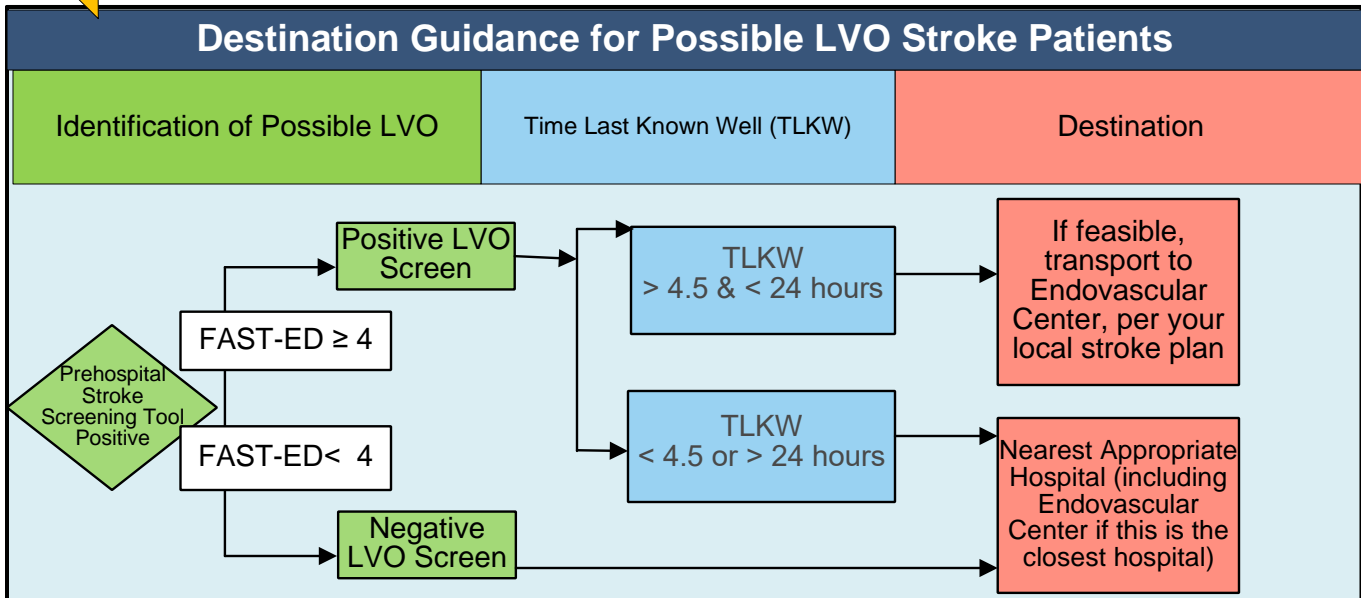 Destination Guidance for Possible LVO Stroke Patients
Identification of Possible LVO
Time Last Known Well (TLKW)
Destination
Prehospital
Stroke
Screening Tool
Positive
FAST-ED ≥ 4
FAST-ED< 4
Positive LVO
Screen
Negative
LVO Screen
TLKW
> 4.5 & < 24 hours
TLKW
< 4.5 or > 24 hours
If feasible,
transport to
Endovascular
Center, per your
local stroke plan
Nearest Appropriate
Hospital (including
Endovascular
Center if this is the
closest hospital)